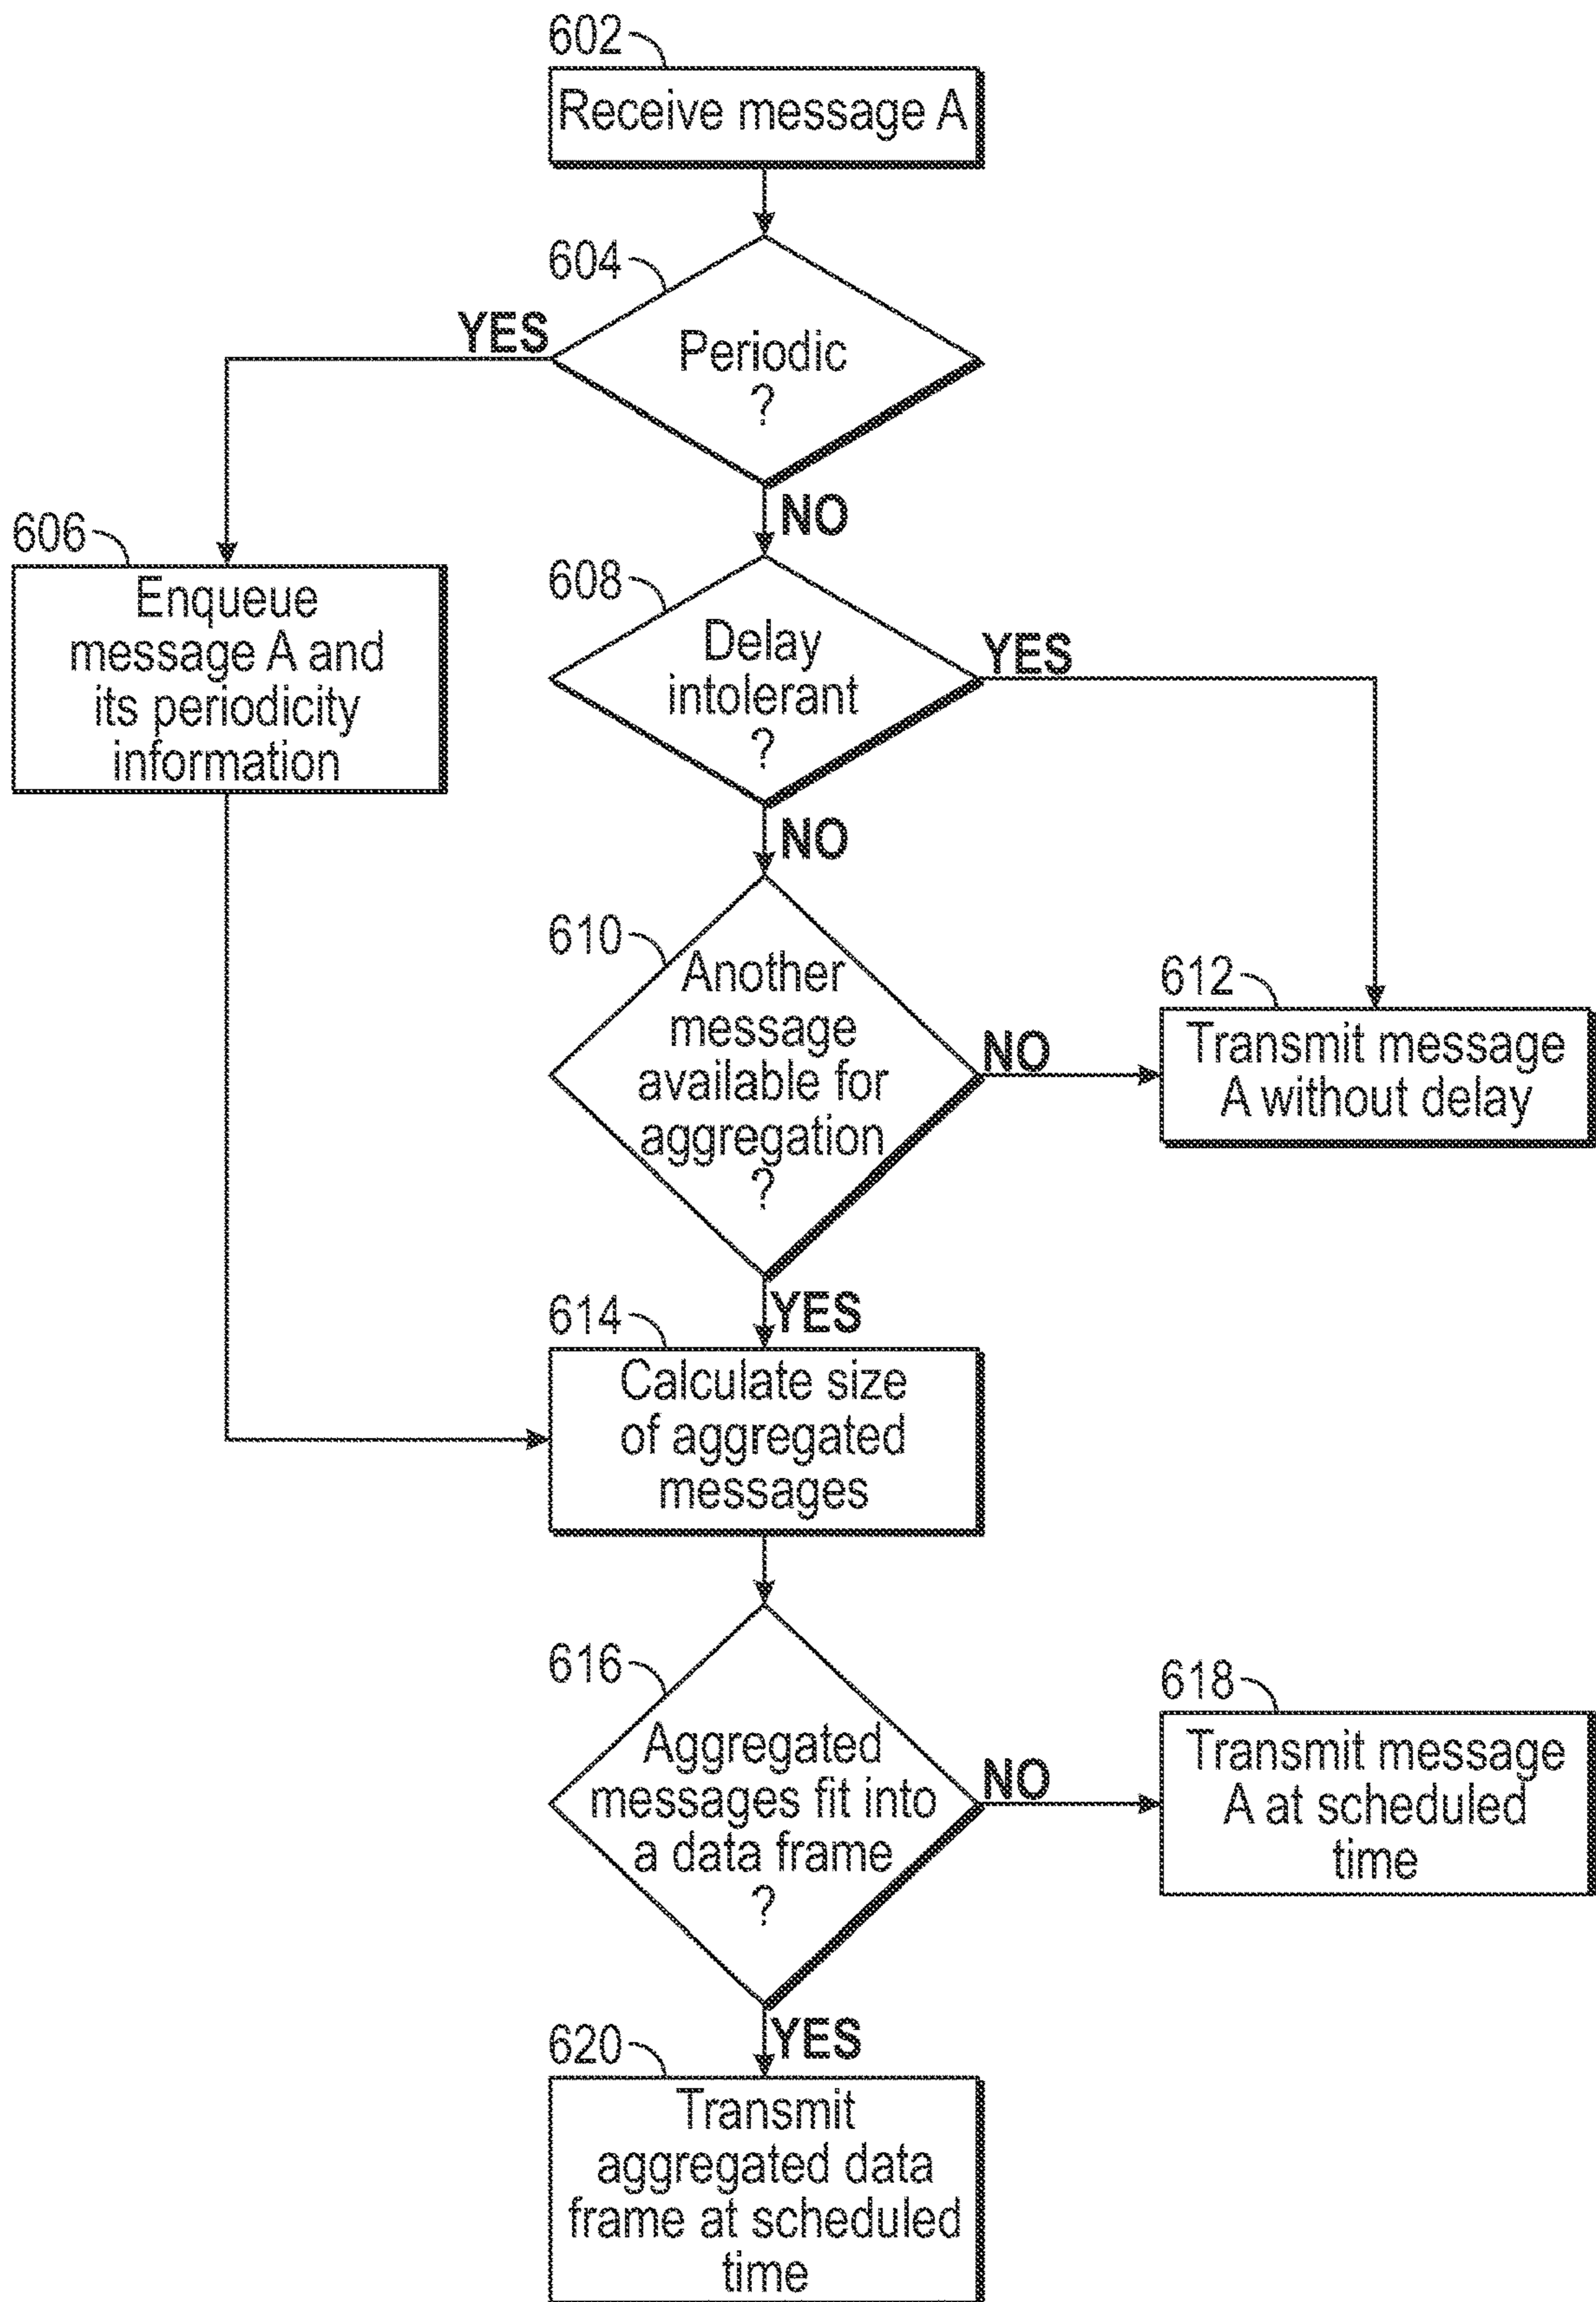 602
Receive message A
604
YES
Periodic
?
NO
606
Enqueue
message A and
its periodicity
information
608
Delay
intolerant
?
YES
NO
610
Another
message
available for
aggregation
?
NO
612
Transmit message
A without delay
YES
614
Calculate size
of aggregated
messages
616
Aggregated
messages fit into
a data frame
?
NO
618
Transmit message
A at scheduled
time
YES
620
Transmit
aggregated data
frame at scheduled
time